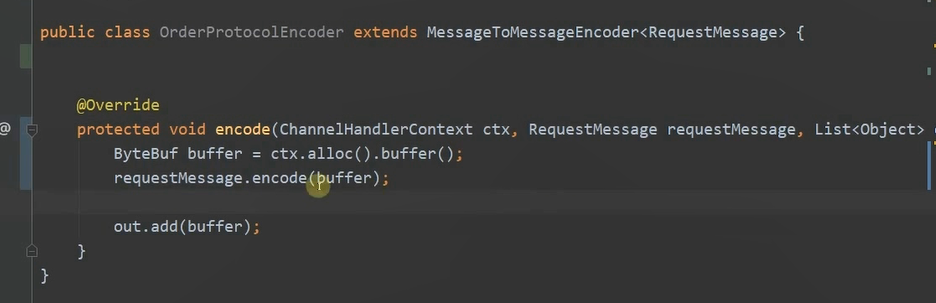 public class OrderProtocolEncoder extends MessageToMessageEncoder<RequestMessage> {
@Override
@ protected void encode(ChannelHandlerContext ctx, RequestMessage requestMessage, List<Object>
ByteBuf buffer = ctx.alloc().buffer();
requestMessage.encode(buffer);
out.add(buffer);
}
}